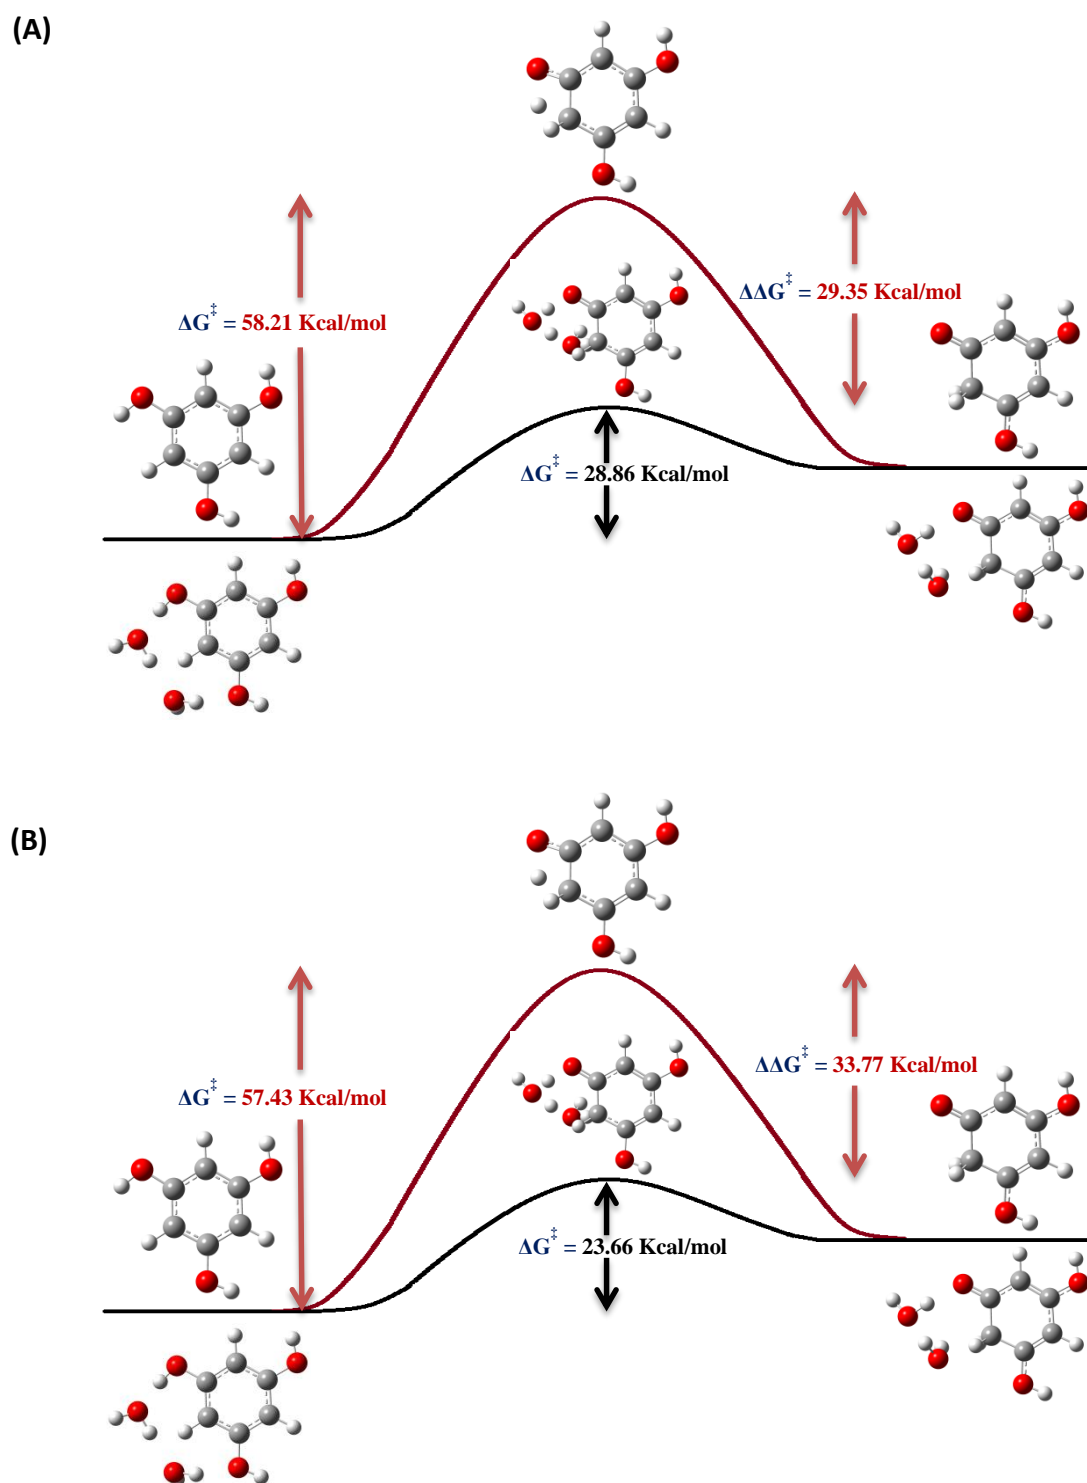 (A)
ΔG‡ = 58.21 Kcal/mol
ΔΔG‡ = 29.35 Kcal/mol
ΔG‡ = 28.86 Kcal/mol
(B)
ΔG‡ = 57.43 Kcal/mol
ΔΔG‡ = 33.77 Kcal/mol
ΔG‡ = 23.66 Kcal/mol